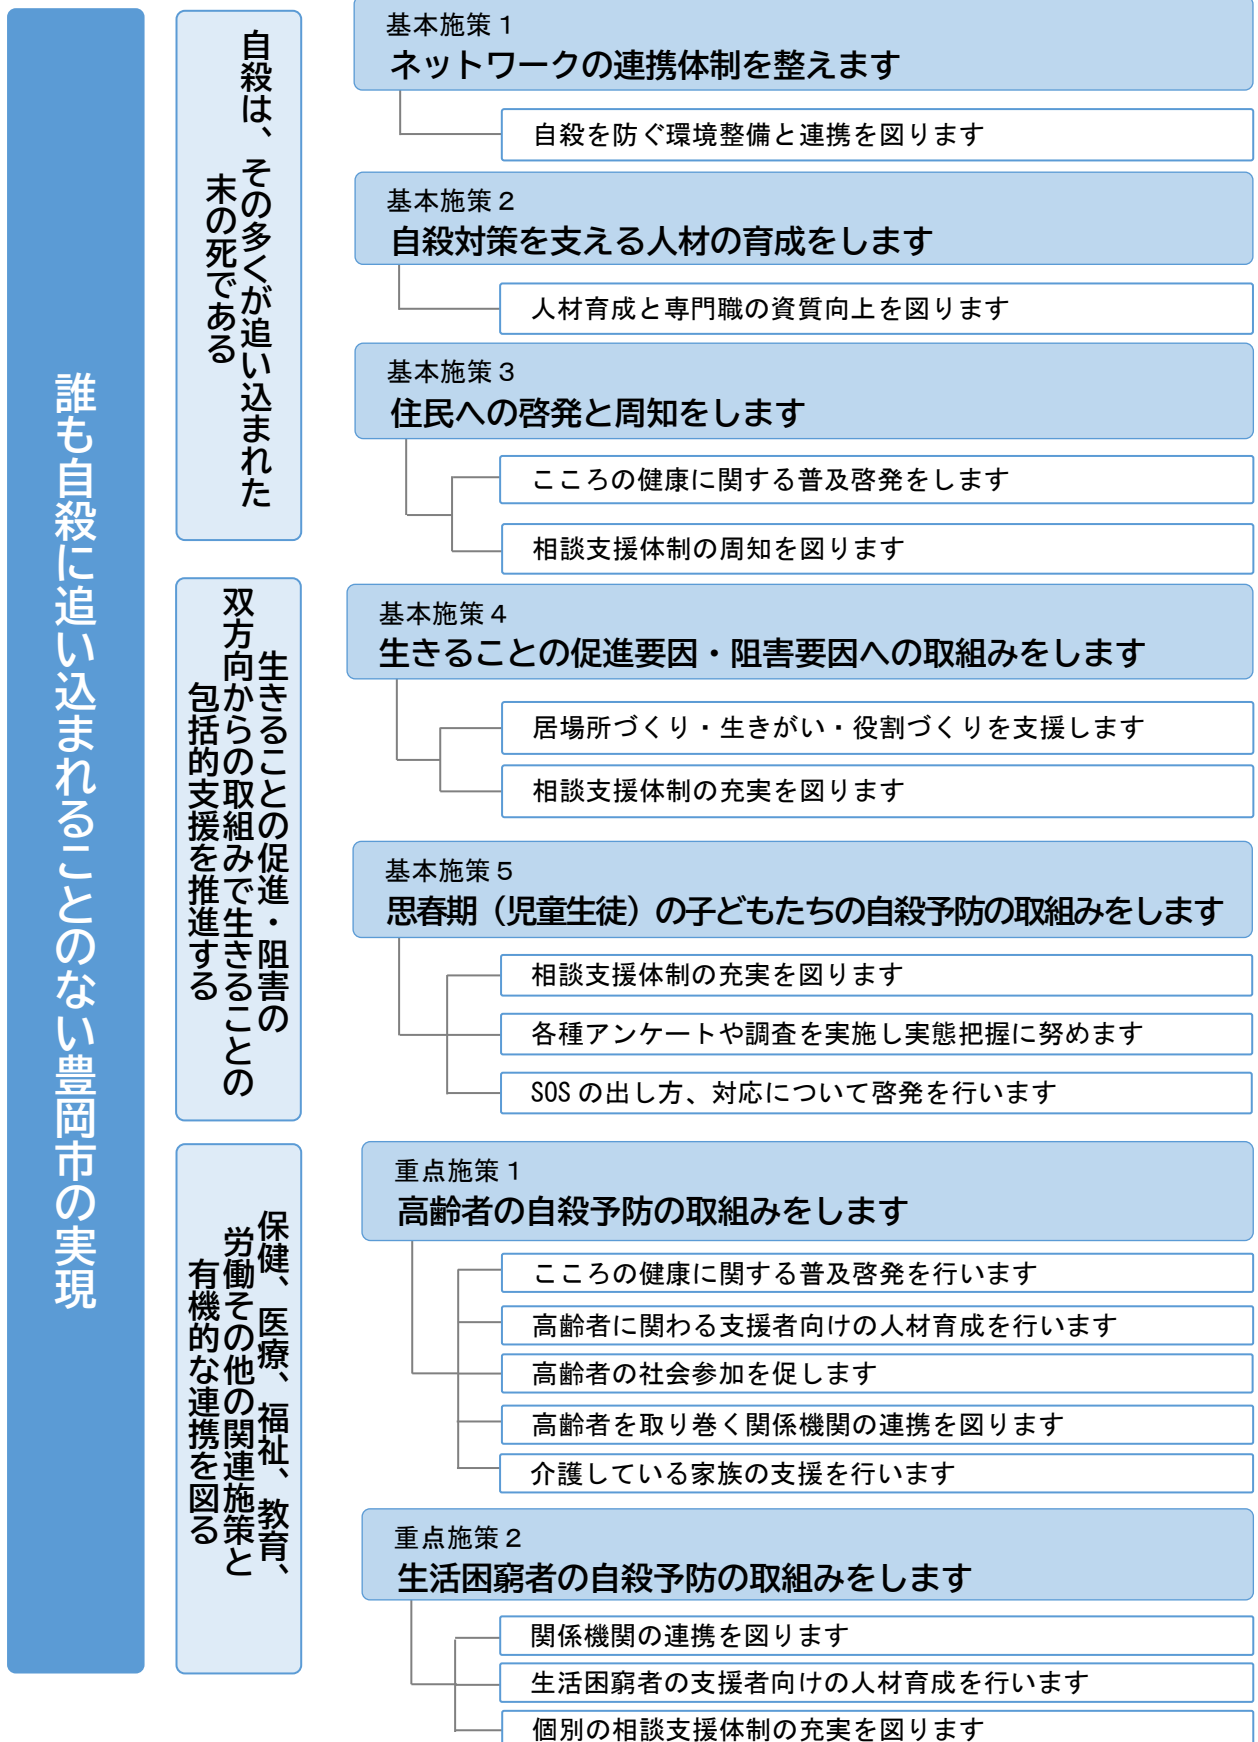 誰も自殺に追い込まれることのない豊岡市の実現
自殺は、その多くが追い込まれた
末の死である
生きることの促進・阻害の
双方向からの取組みで生きることの
包括的支援を推進する
保健、医療、福祉、教育、
労働その他の関連施策と
有機的な連携を図る
基本施策1
ネットワークの連携体制を整えます
自殺を防ぐ環境整備と連携を図ります
基本施策2
自殺対策を支える人材の育成をします
人材育成と専門職の資質向上を図ります
基本施策3
住民への啓発と周知をします
こころの健康に関する普及啓発をします
相談支援体制の周知を図ります
基本施策4
生きることの促進要因・阻害要因への取組みをします
居場所づくり・生きがい・役割づくりを支援します
相談支援体制の充実を図ります
基本施策5
思春期（児童生徒）の子どもたちの自殺予防の取組みをします
相談支援体制の充実を図ります
各種アンケートや調査を実施し実態把握に努めます
SOSの出し方、対応について啓発を行います
重点施策1
高齢者の自殺予防の取組みをします
こころの健康に関する普及啓発を行います
高齢者に関わる支援者向けの人材育成を行います
高齢者の社会参加を促します
高齢者を取り巻く関係機関の連携を図ります
介護している家族の支援を行います
重点施策2
生活困窮者の自殺予防の取組みをします
関係機関の連携を図ります
生活困窮者の支援者向けの人材育成を行います
個別の相談支援体制の充実を図ります